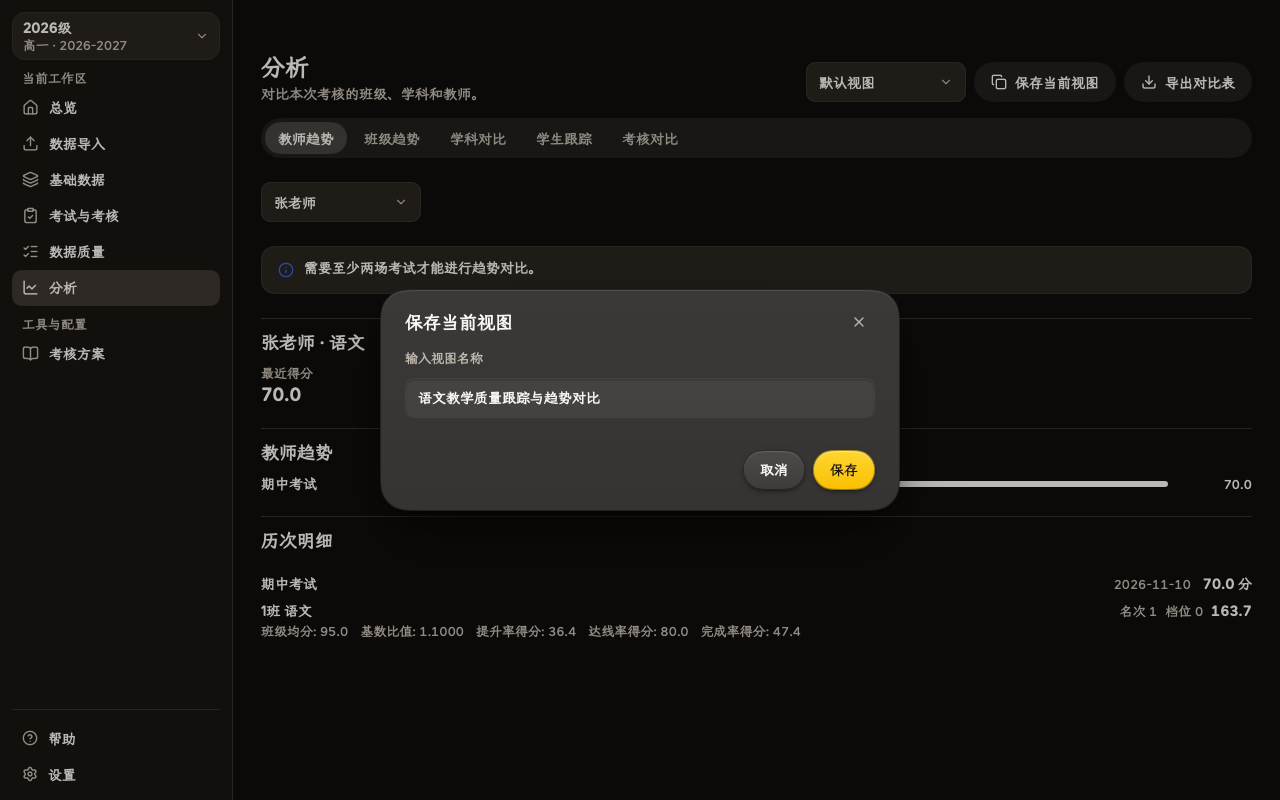 2026级
高一 · 2026-2027
当前工作区
总览
数据导入
基础数据
考试与考核
数据质量
分析
工具与配置
考核方案
帮助
设置
分析
对比本次考核的班级、学科和教师。
默认视图
保存当前视图
导出对比表
教师趋势 班级趋势 学科对比 学生跟踪 考核对比
张老师
需要至少两场考试才能进行趋势对比。
张老师 · 语文
最近得分
70.0
教师趋势
期中考试 70.0
历次明细
期中考试 2026-11-10 70.0 分
1班 语文 名次 1 档位 0 163.7
班级均分: 95.0 基数比值: 1.1000 提升率得分: 36.4 达线率得分: 80.0 完成率得分: 47.4
保存当前视图
输入视图名称
语文教学质量跟踪与趋势对比
取消 保存